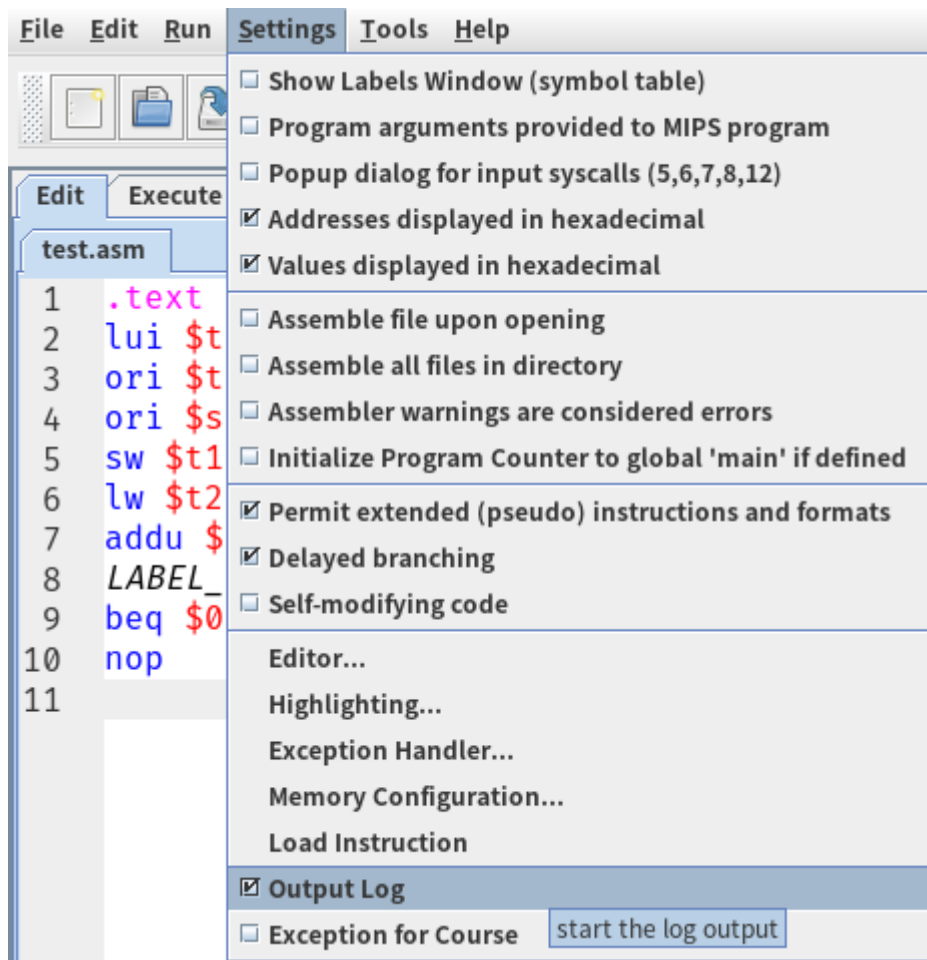 File Edit Run Settings Tools Help
Show Labels Window (symbol table)
Program arguments provided to MIPS program
Popup dialog for input syscalls (5,6,7,8,12)
Addresses displayed in hexadecimal
Values displayed in hexadecimal
Assemble file upon opening
Assemble all files in directory
Assembler warnings are considered errors
Initialize Program Counter to global 'main' if defined
Permit extended (pseudo) instructions and formats
Delayed branching
Self-modifying code
Editor...
Highlighting...
Exception Handler...
Memory Configuration...
Load Instruction
Output Log
Exception for Course
start the log output
Edit Execute
test.asm
1 .text
2 lui $t
3 ori $t
4 ori $s
5 sw $t1
6 lw $t2
7 addu $
8 LABEL_
9 beq $0
10 nop
11